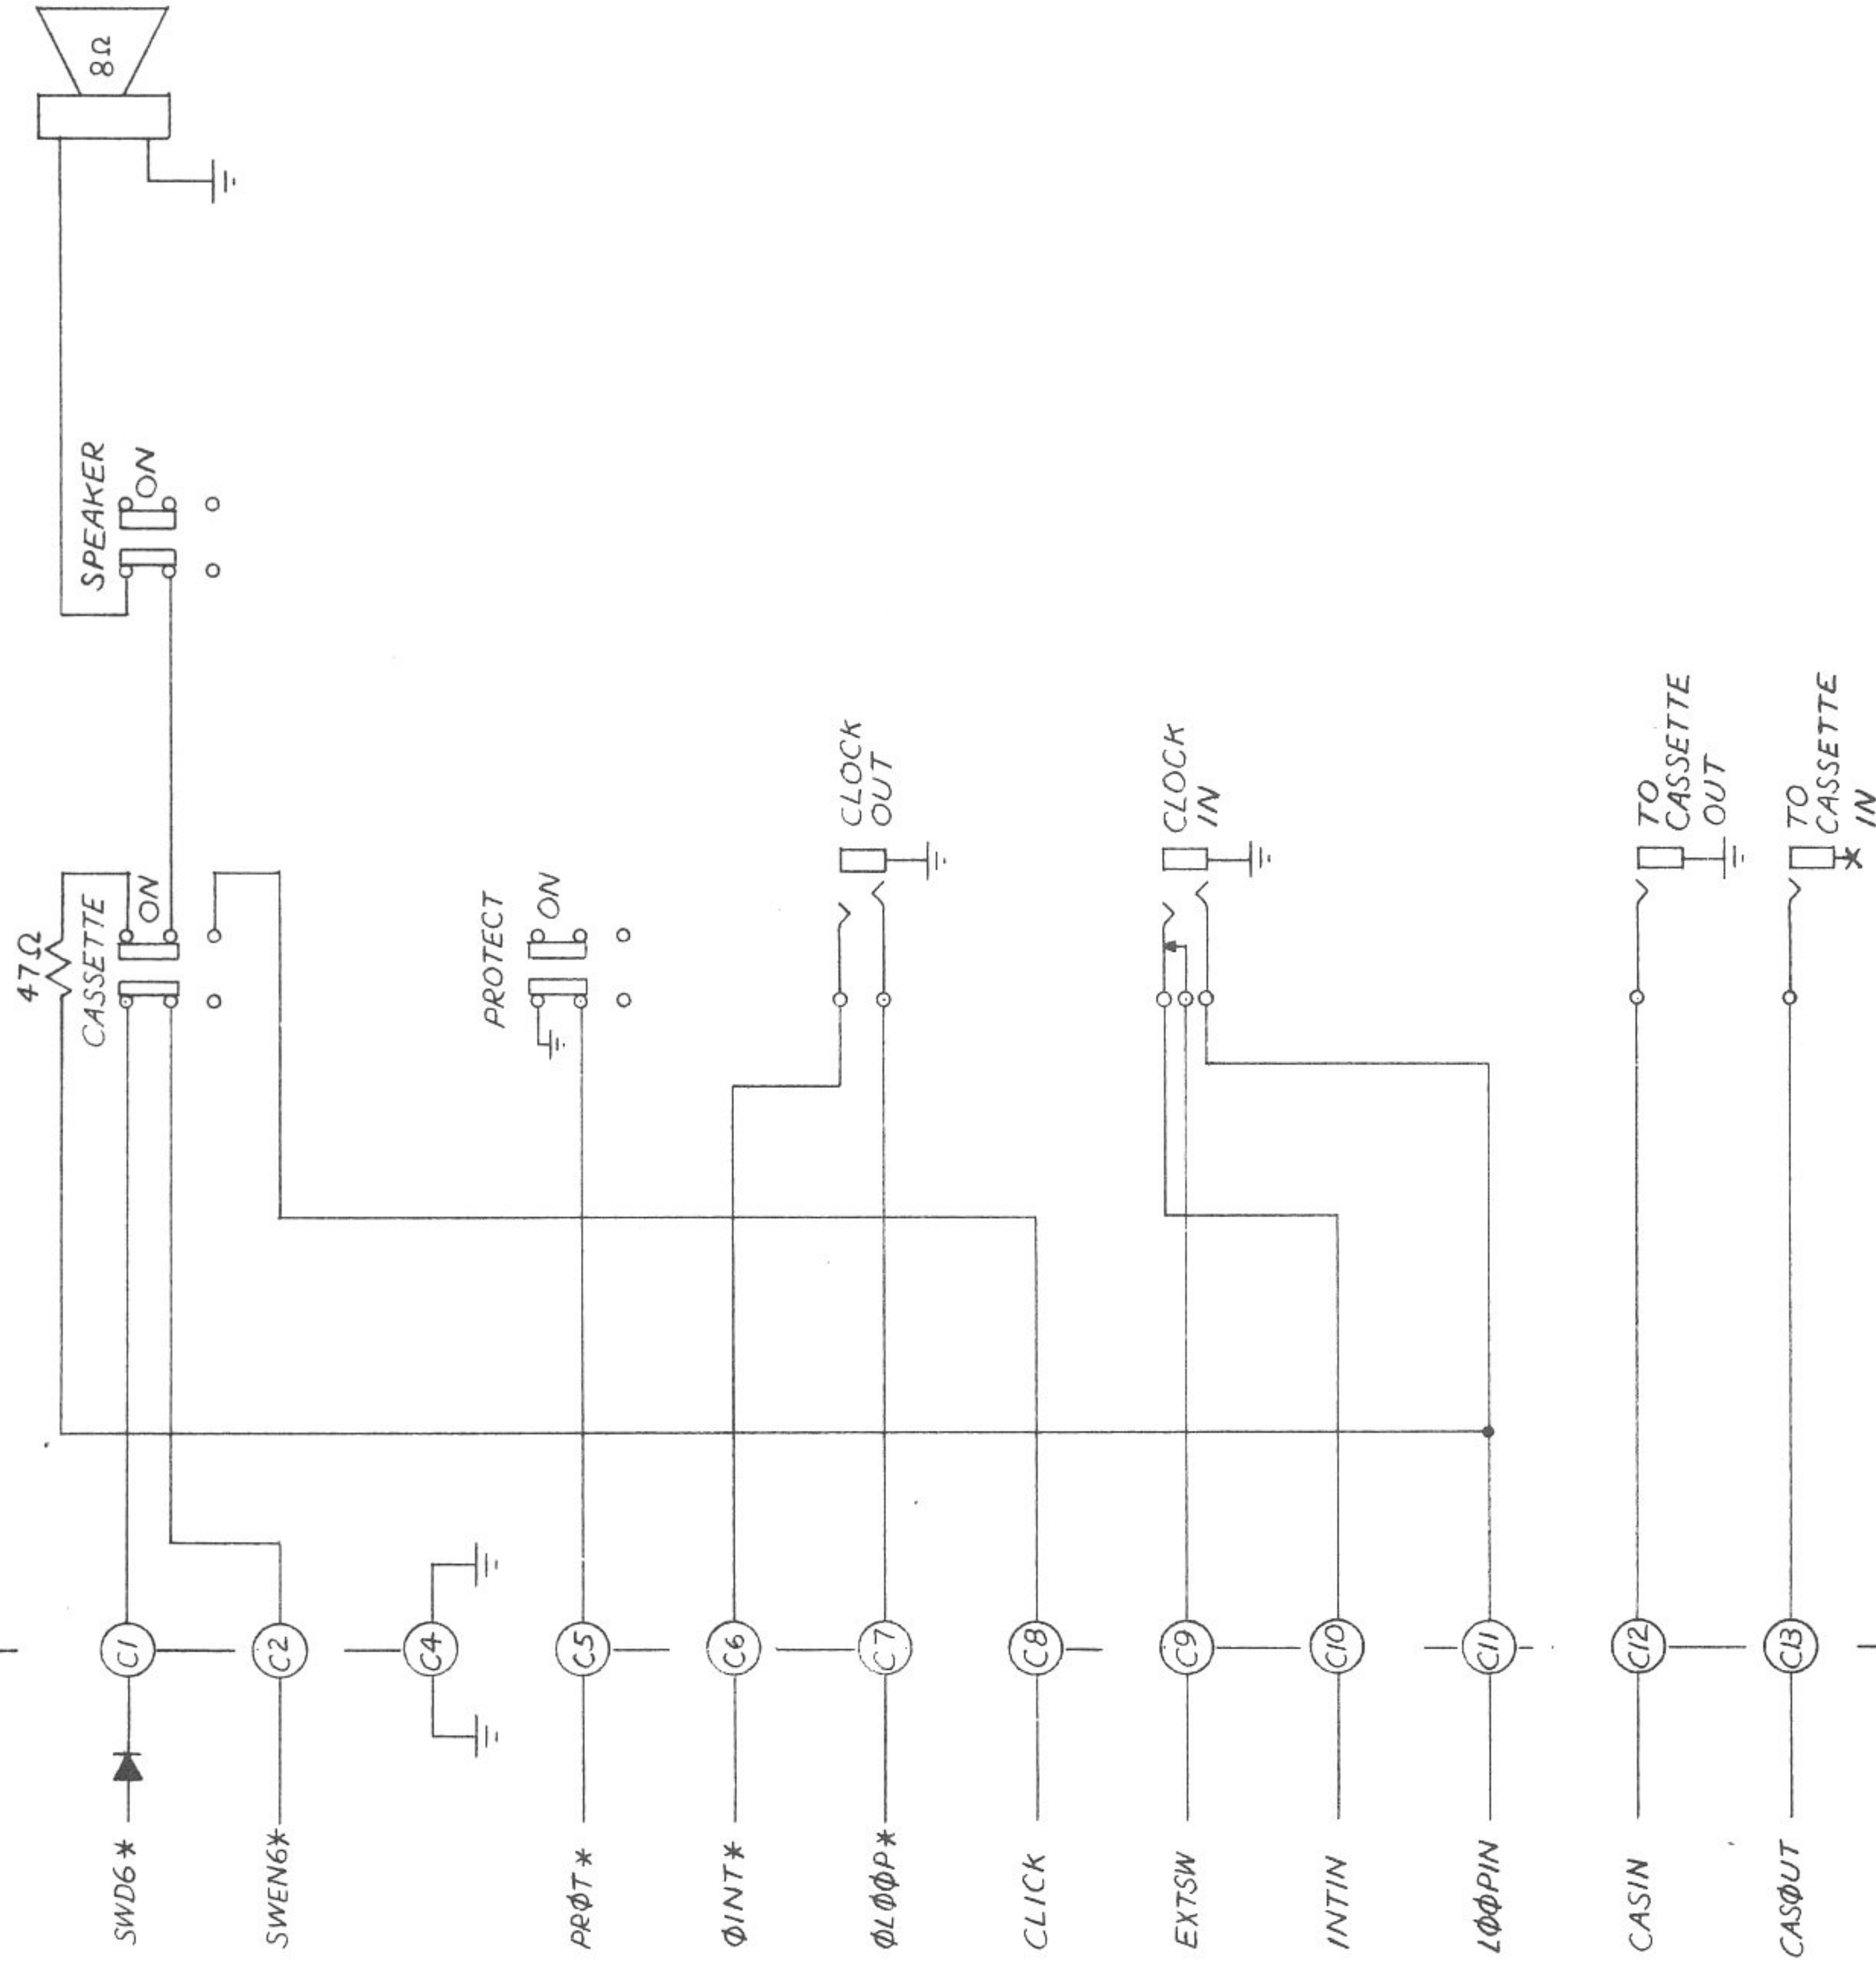 8Ω
SPEAKER
ON
47Ω
CASSETTE
ON
PROTECT
ON
CLOCK
OUT
CLOCK
IN
TO
CASSETTE
OUT
TO
CASSETTE
IN
C1
C2
C4
C5
C6
C7
C8
C9
C10
C11
C12
C13
SWD6*
SWEN6*
PRØT*
ØINT*
ØLØØP*
CLICK
EXTSW
INTIN
LØØPIN
CASIN
CASØUT